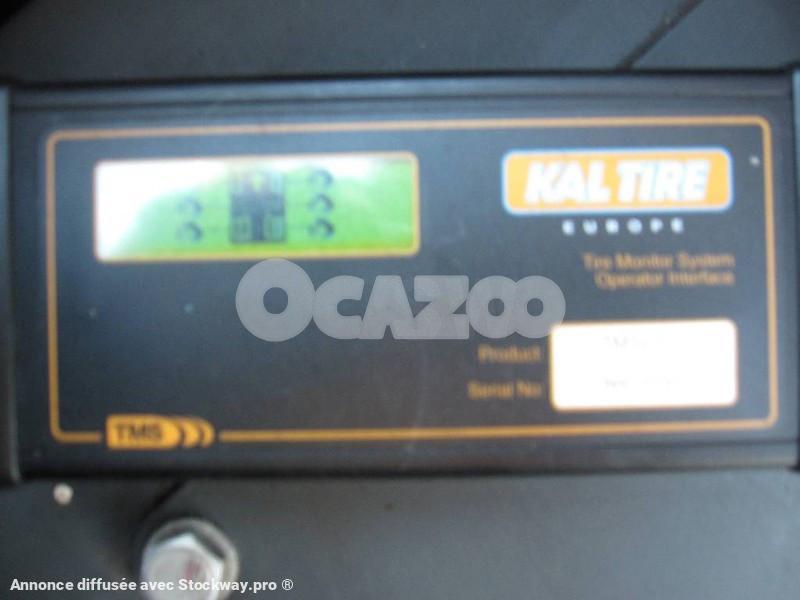 KAL TIRE
EUROPE
Tire Monitor System
Operator Interface
OCAZOO
Product
Serial No
TMS
Annonce diffusée avec Stockway.pro ®